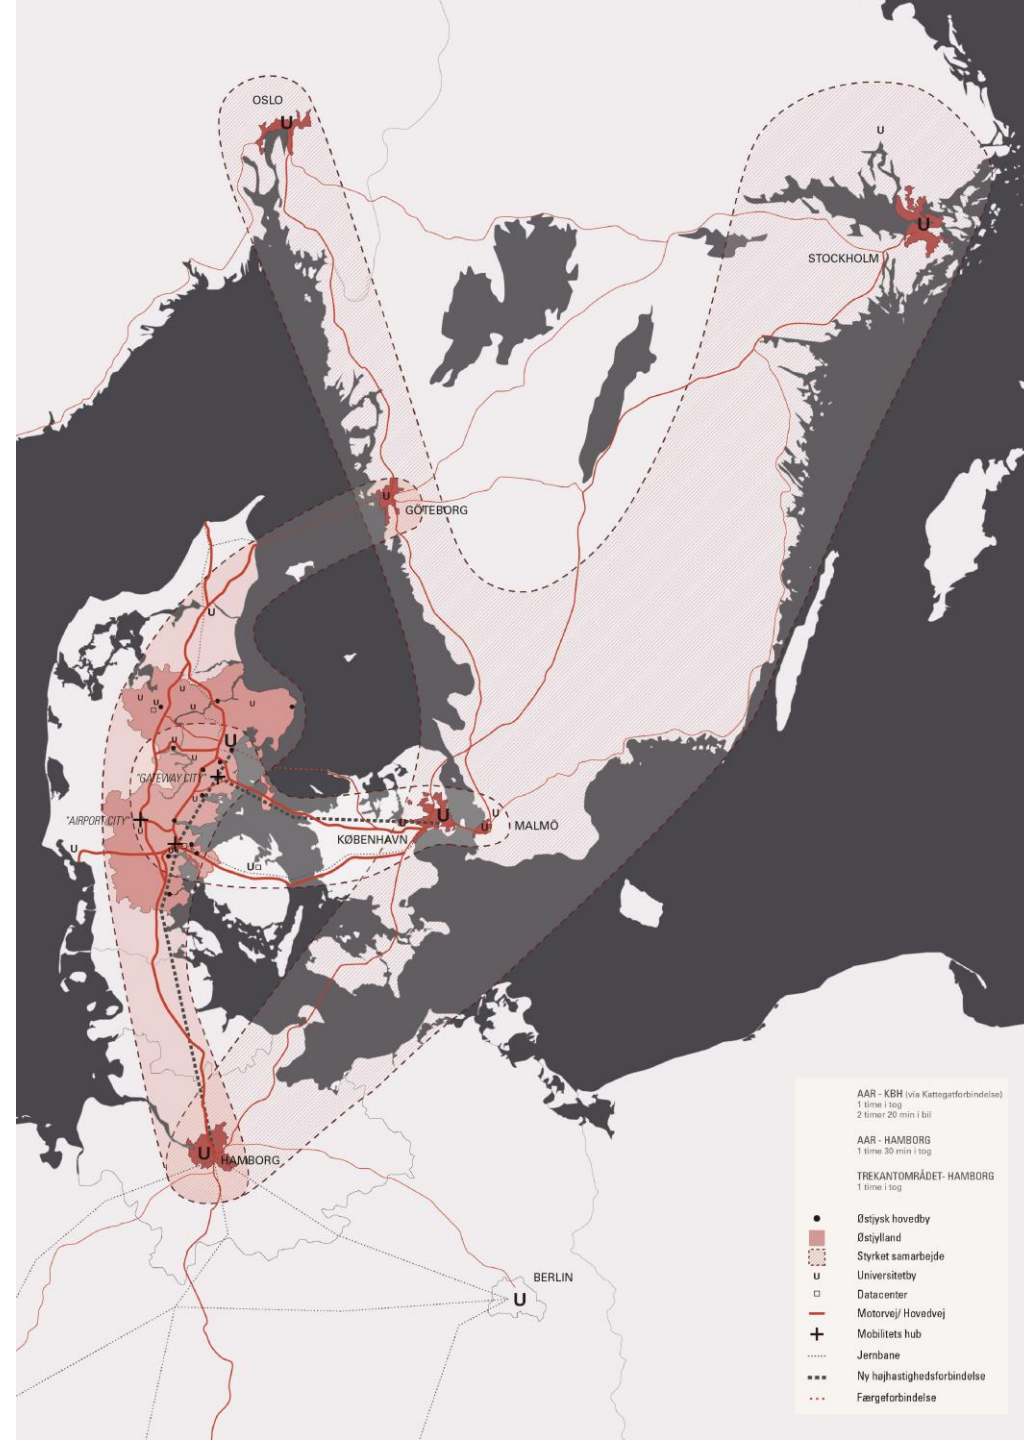 OSLO
U
U
U
STOCKHOLM
U
GÖTEBORG
U
U
U
U
U
U
U
U
U
"GATEWAY CITY"
U
"AIRPORT CITY"
U
U
U
U
U
U
MALMÖ
KØBENHAVN
U
U
HAMBORG
BERLIN
U
AAR - KBH (via Kattegatforbindelse)
1 time i tog
2 timer 20 min i bil
AAR - HAMBORG
1 time 30 min i tog
TREKANTOMRÅDET- HAMBORG
1 time i tog
Østjysk hovedby
Østjylland
Styrket samarbejde
U Universitetby
Datacenter
Motorvej/ Hovedvej
Mobilitets hub
Jernbane
Ny højhastighedsforbindelse
Færgeforbindelse